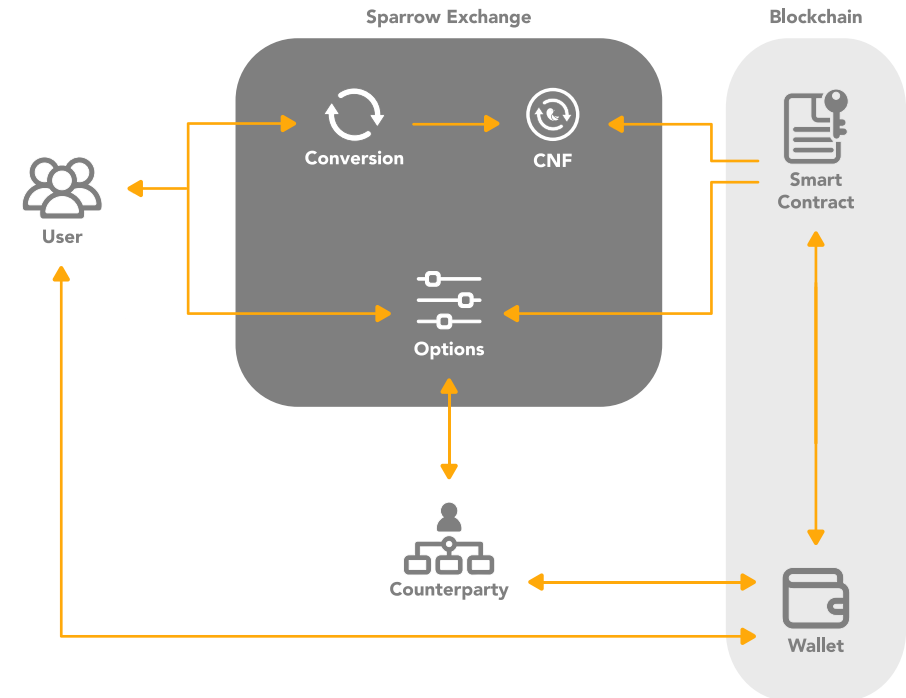 Sparrow Exchange
Blockchain
Conversion
CNF
Smart
Contract
User
Options
Counterparty
Wallet